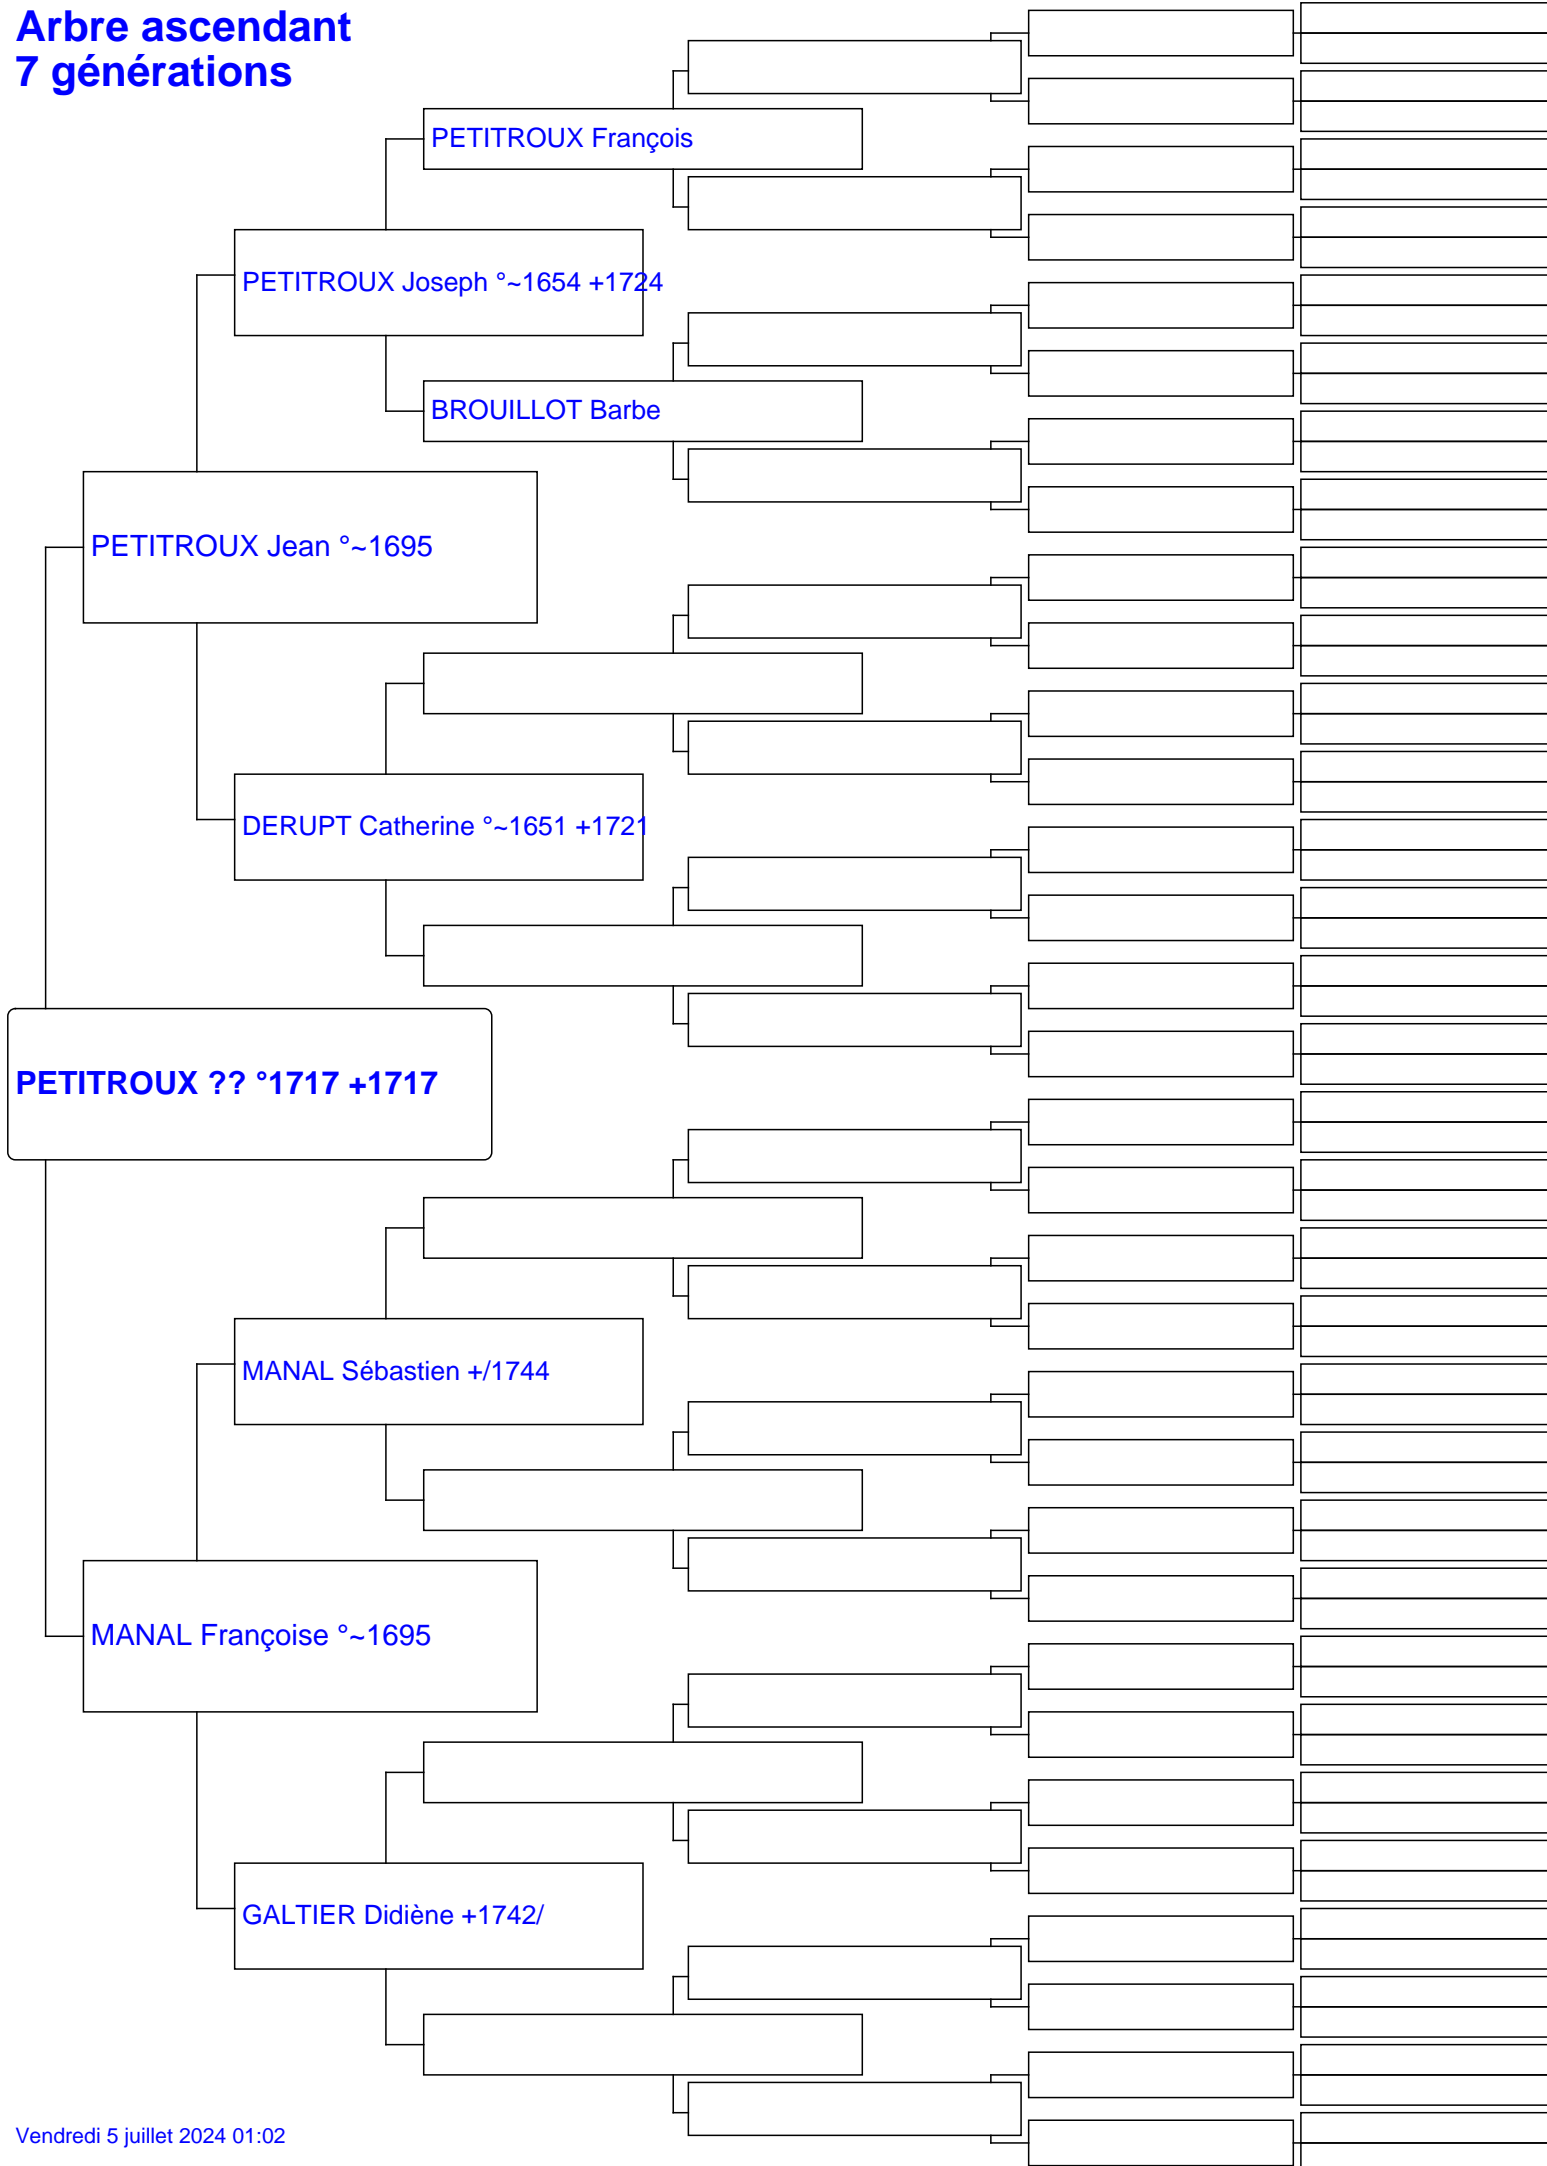 Arbre ascendant
7 générations
PETITROUX François
PETITROUX Joseph °~1654 +1724
BROUILLOT Barbe
PETITROUX Jean °~1695
DERUPT Catherine °~1651 +1721
PETITROUX ?? °1717 +1717
MANAL Sébastien +/1744
MANAL Françoise °~1695
GALTIER Didiène +1742/
Vendredi 5 juillet 2024 01:02